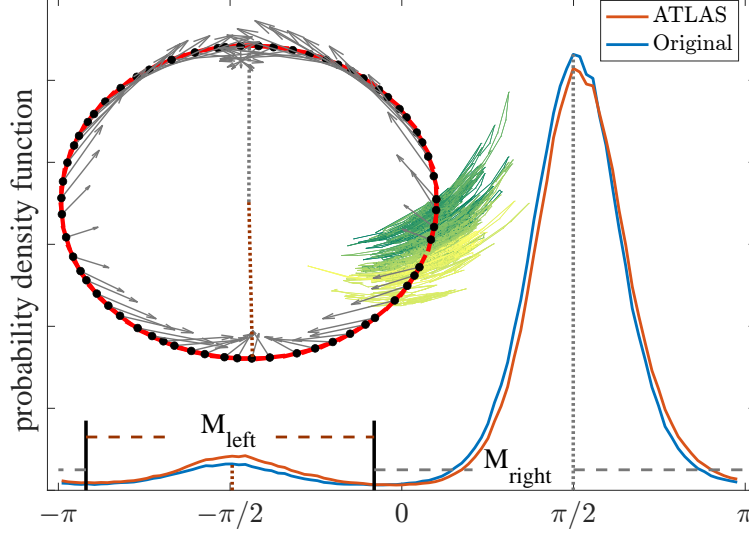 ATLAS
Original
probability density function
M_left
M_right
−π
−π/2
0
π/2
π